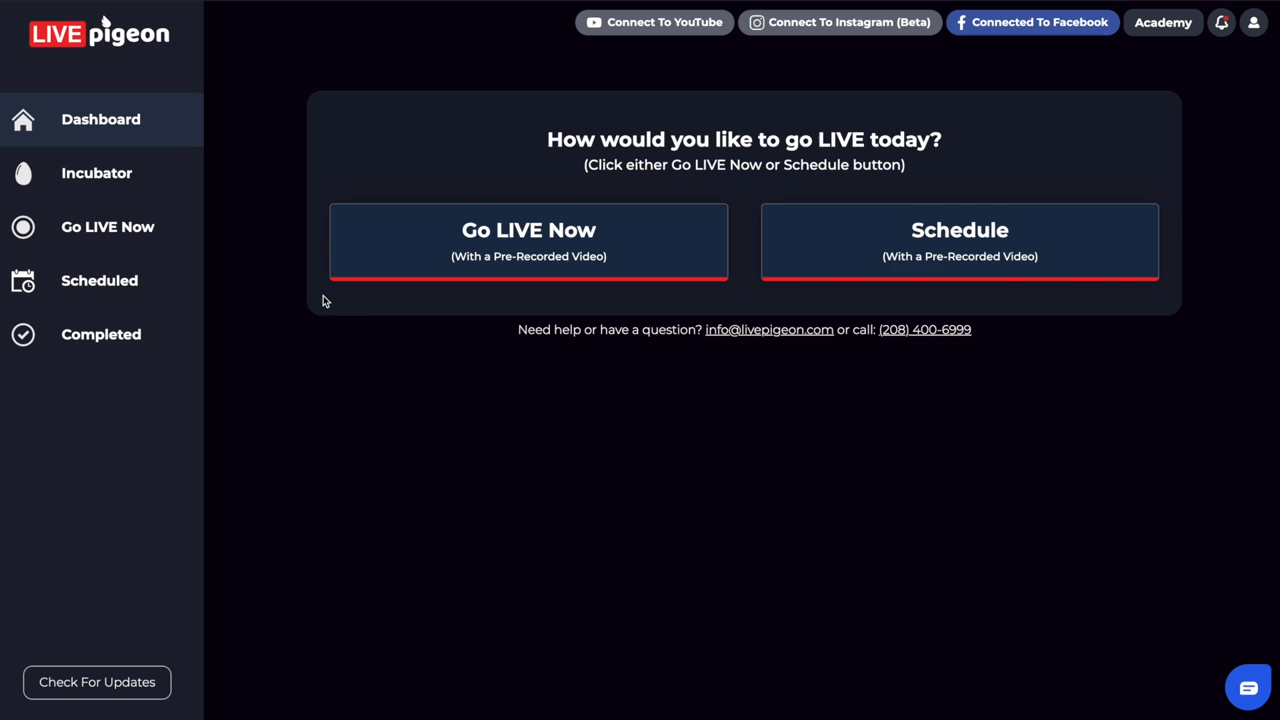 LIVE pigeon
Connect To YouTube
Connect To Instagram (Beta)
Connected To Facebook
Academy
Dashboard
Incubator
Go LIVE Now
Scheduled
Completed
How would you like to go LIVE today?
(Click either Go LIVE Now or Schedule button)
Go LIVE Now
(With a Pre-Recorded Video)
Schedule
(With a Pre-Recorded Video)
Need help or have a question? info@livepigeon.com or call: (208) 400-6999
Check For Updates